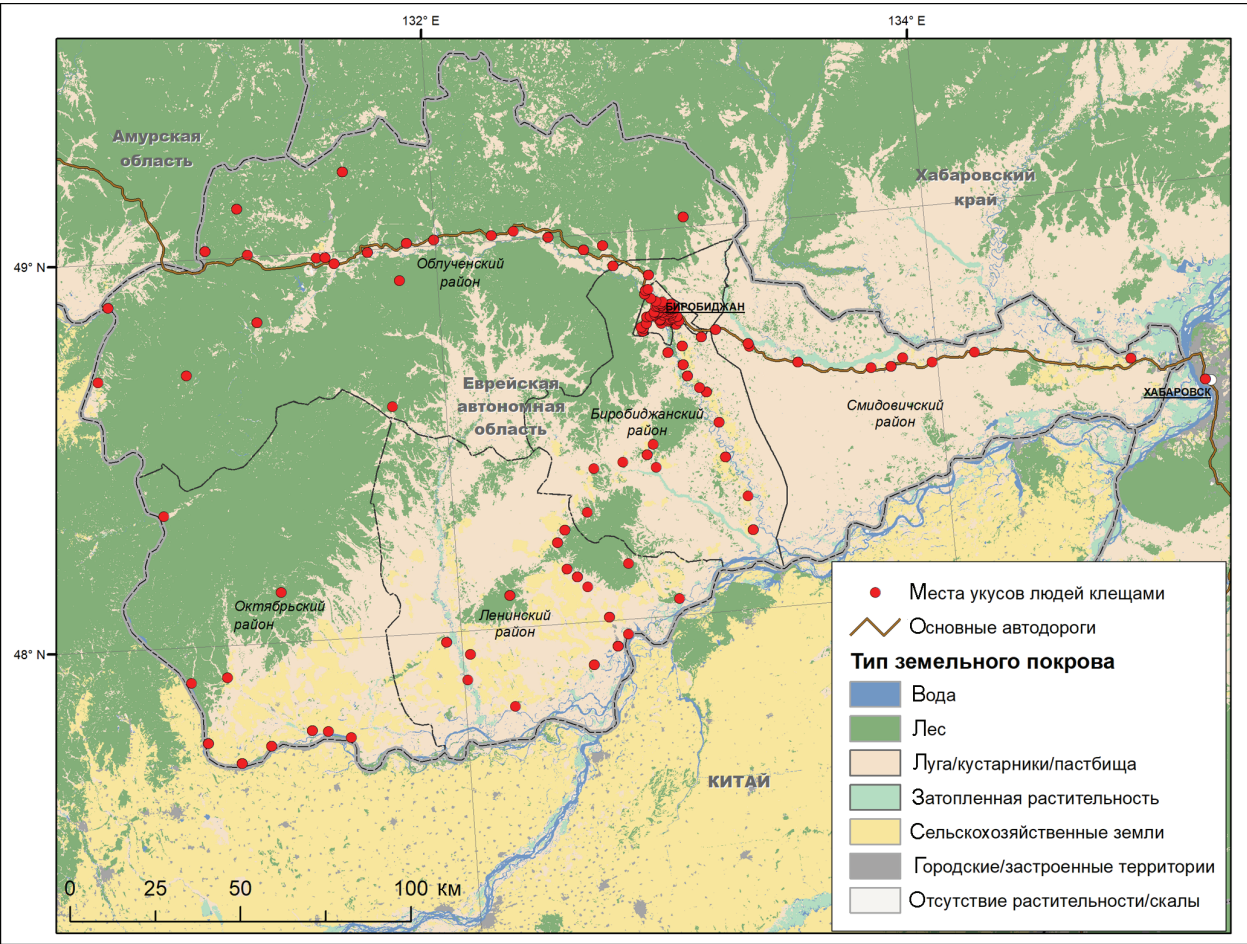 132° E
134° E
Амурская
область
Хабаровский
край
49° N
Облученский
район
БИРОБИДЖАН
Еврейская
автономная
область
Биробиджанский
район
Смидовичский
район
ХАБАРОВСК
Октябрьский
район
Ленинский
район
48° N
КИТАЙ
0 25 50 100 км
Места укусов людей клещами
Основные автодороги
Тип земельного покрова
Вода
Лес
Луга/кустарники/пастбища
Затопленная растительность
Сельскохозяйственные земли
Городские/застроенные территории
Отсутствие растительности/скалы